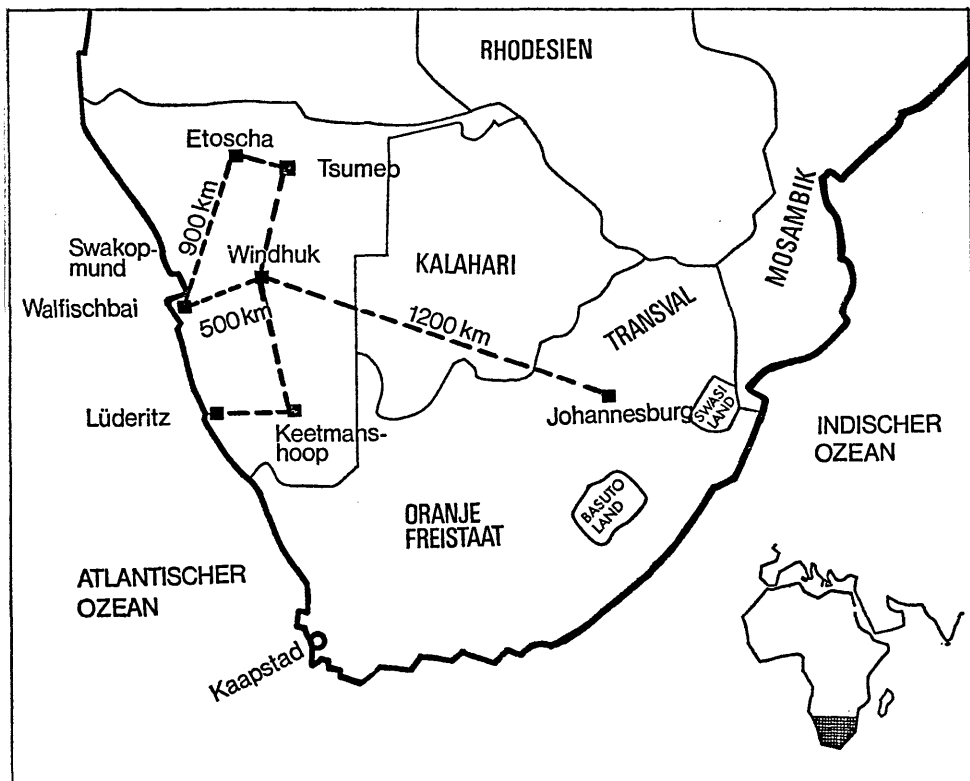 RHODESIEN
Etoscha
Tsumeb
900 km
MOSAMBIK
Swakop-
mund
Windhuk
KALAHARI
Walfischbai
500 km
1200 km
TRANSVAL
Lüderitz
Keetmans-
hoop
Johannesburg
SWASI
LAND
INDISCHER
OZEAN
BASUTO
LAND
ORANJE
FREISTAAT
ATLANTISCHER
OZEAN
Kaapstad